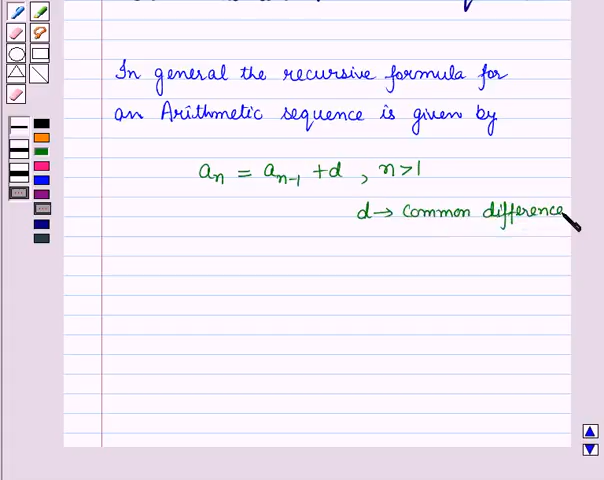 In general the recursive formula for
an Arithmetic sequence is given by
aₙ = aₙ₋₁ + d , n > 1
d → Common difference